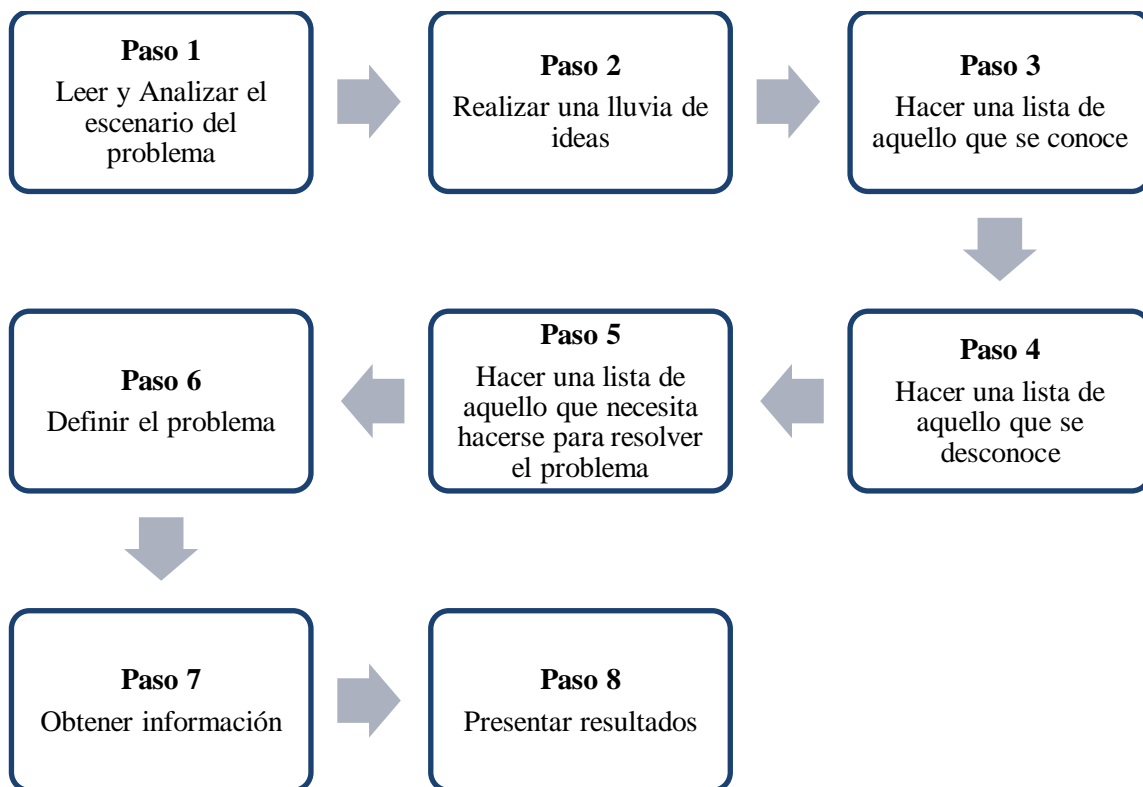 Paso 1
Leer y Analizar el
escenario del
problema
Paso 2
Realizar una lluvia de
ideas
Paso 3
Hacer una lista de
aquello que se conoce
Paso 4
Hacer una lista de
aquello que se
desconoce
Paso 5
Hacer una lista de
aquello que necesita
hacerse para resolver
el problema
Paso 6
Definir el problema
Paso 7
Obtener información
Paso 8
Presentar resultados